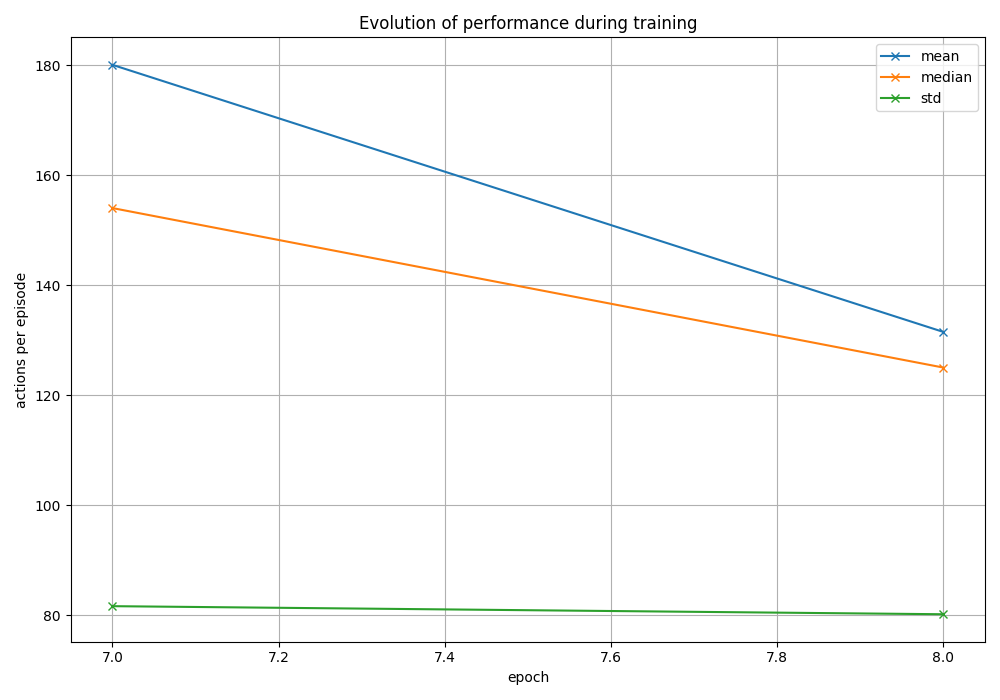 Evolution of performance during training
mean
median
std
180
160
140
120
100
80
actions per episode
7.0 7.2 7.4 7.6 7.8 8.0
epoch